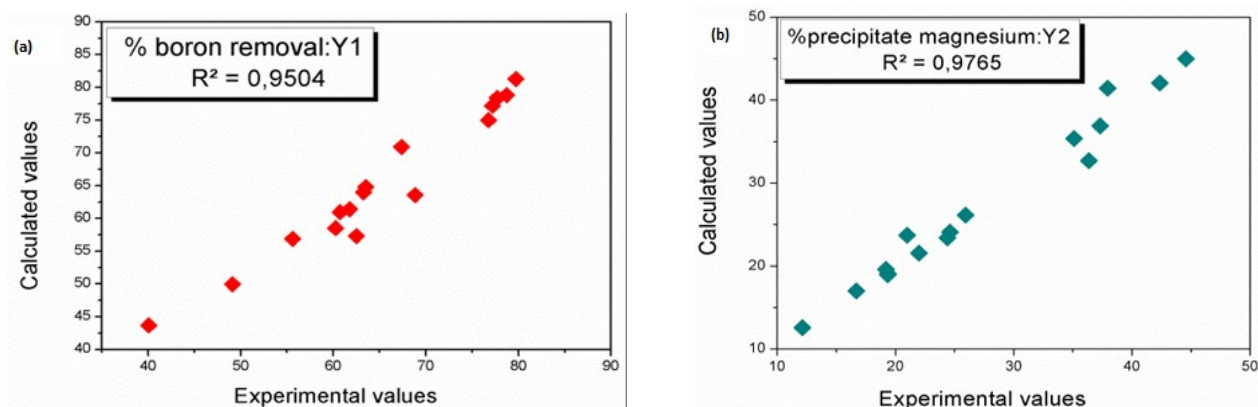 (a)
% boron removal:Y1
R² = 0,9504
Calculated values
90
85
80
75
70
65
60
55
50
45
40
40 50 60 70 80 90
Experimental values
(b)
%precipitate magnesium:Y2
R² = 0,9765
Calculated values
50
40
30
20
10
10 20 30 40 50
Experimental values